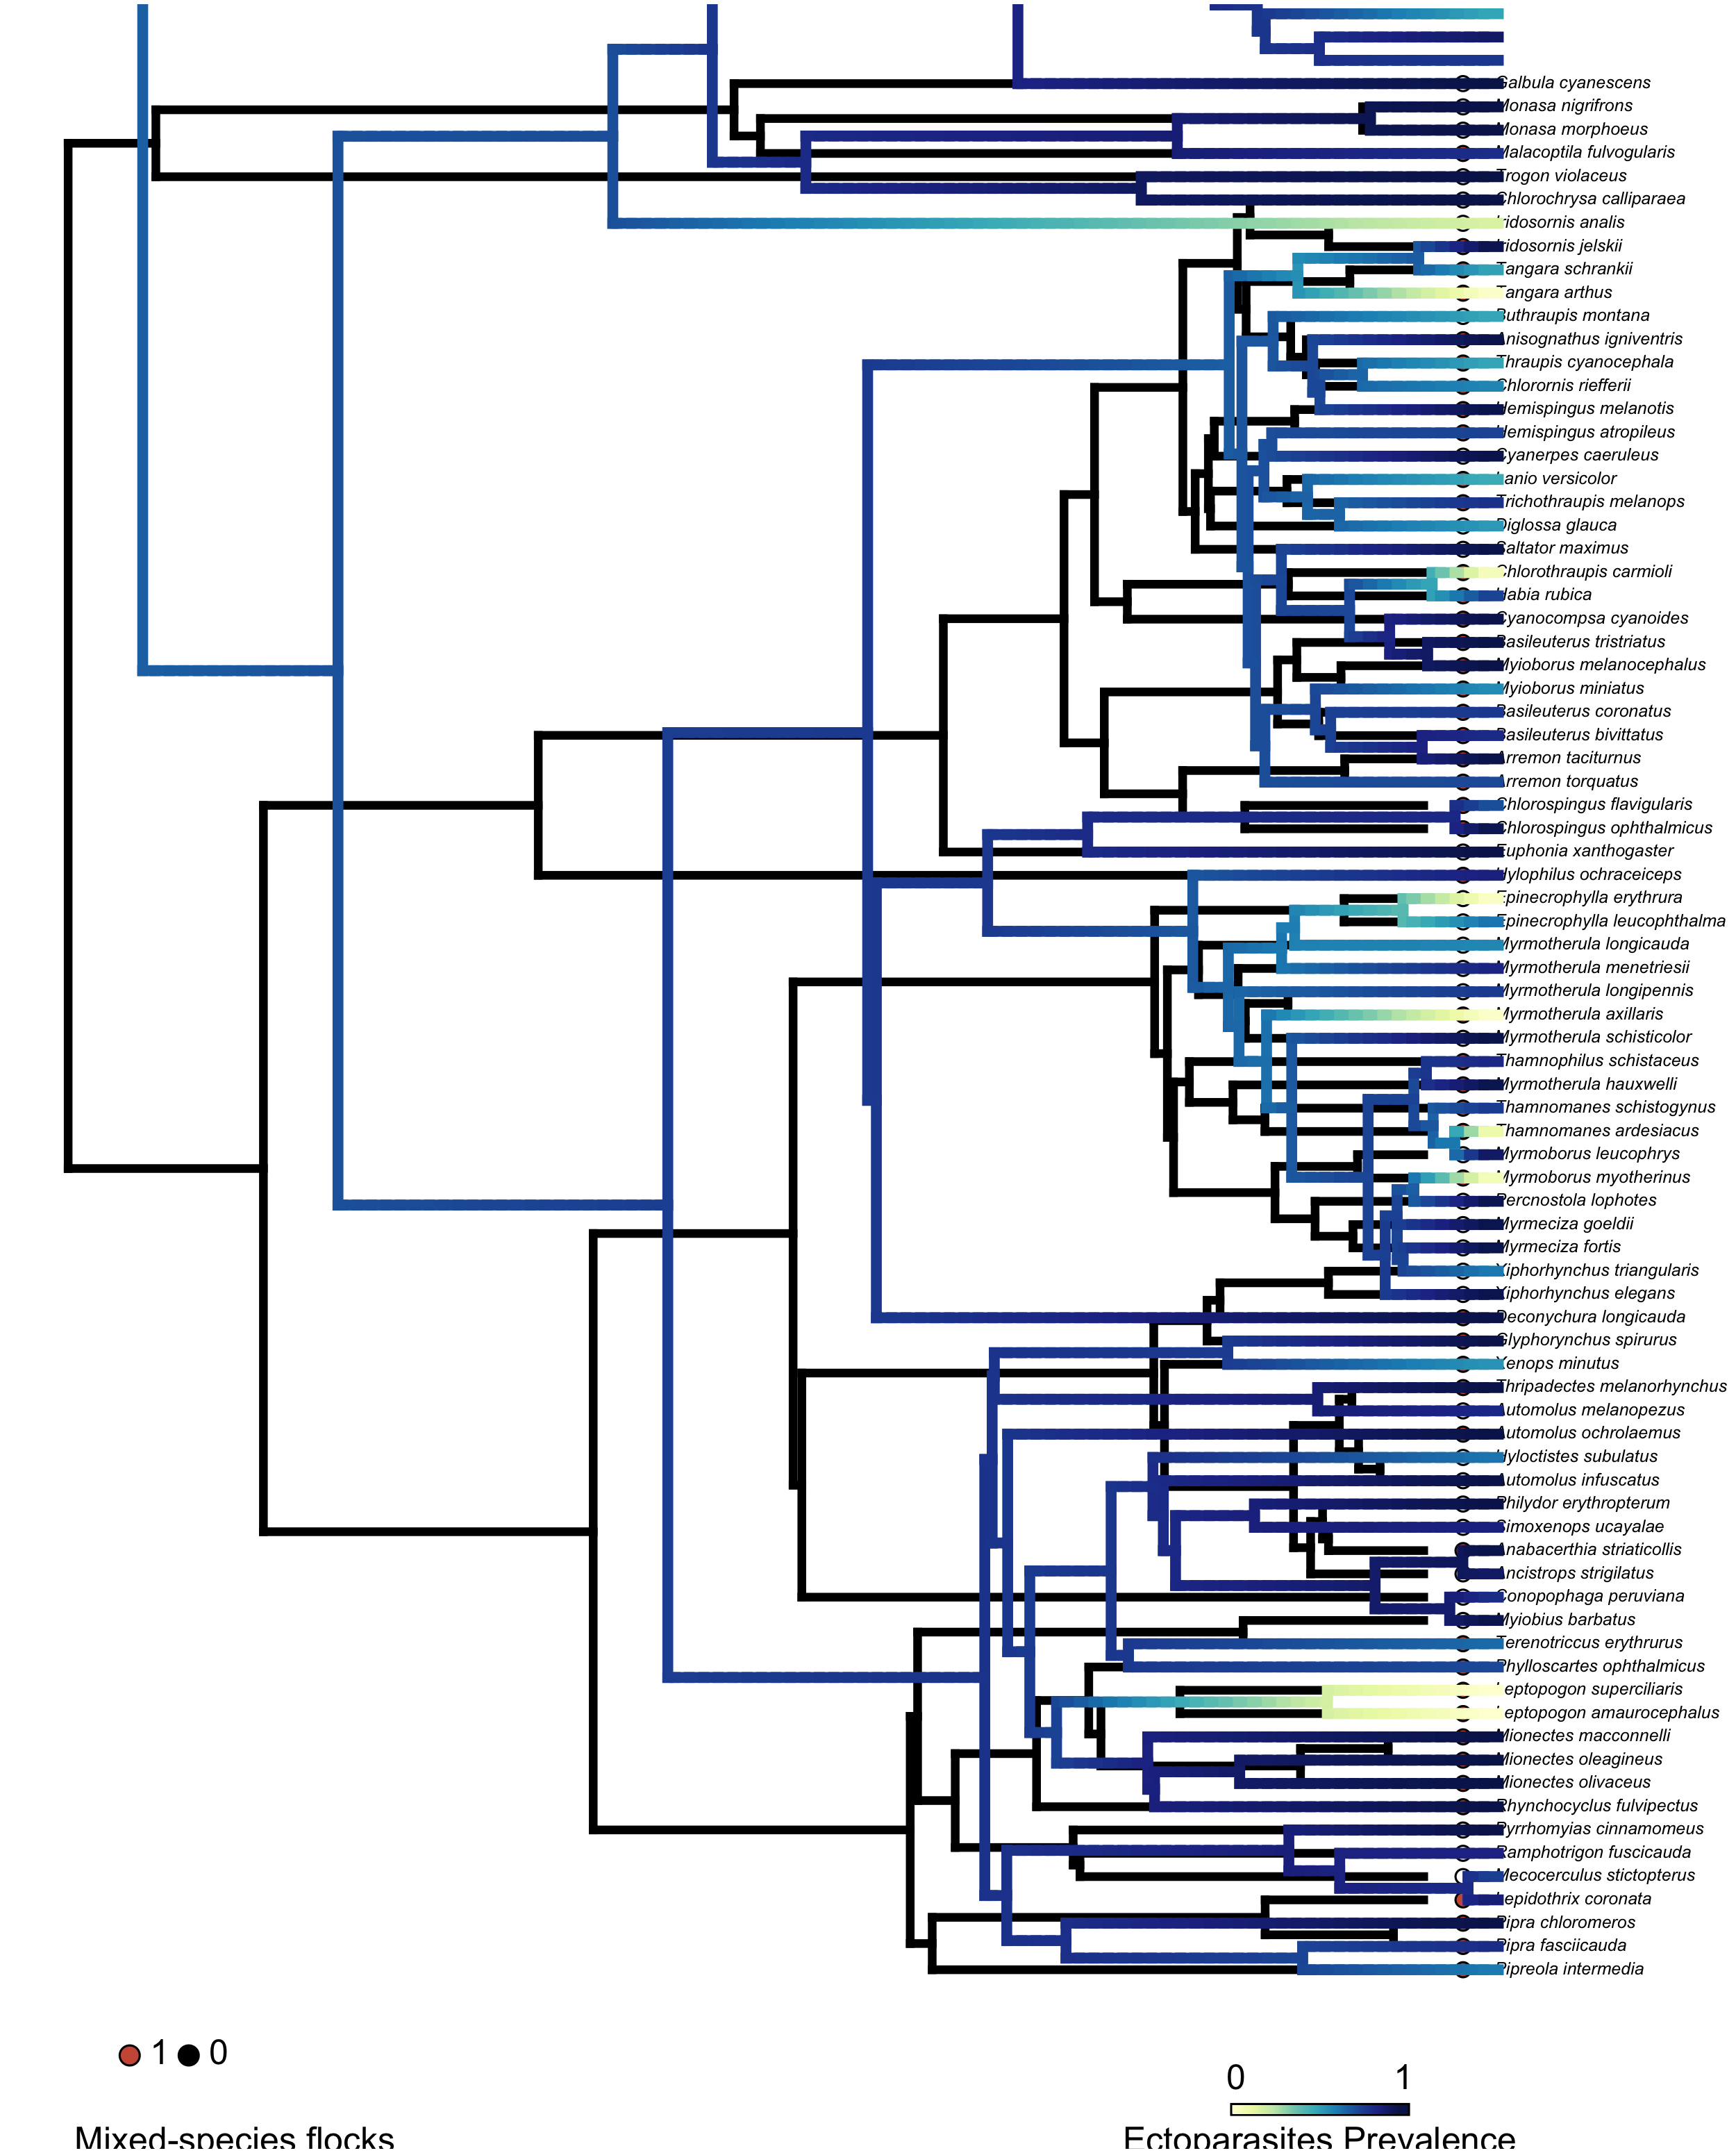 Galbula cyanescens
Monasa nigrifrons
Monasa morphoeus
Malacoptila fulvogularis
Trogon violaceus
Chlorochrysa calliparaea
Iridosornis analis
Iridosornis jelskii
Tangara schrankii
Tangara arthus
Buthraupis montana
Anisognathus igniventris
Thraupis cyanocephala
Chlorornis riefferii
Hemispingus melanotis
Hemispingus atropileus
Cyanerpes caeruleus
Lanio versicolor
Trichothraupis melanops
Diglossa glauca
Saltator maximus
Chlorothraupis carmioli
Habia rubica
Cyanocompsa cyanoides
Basileuterus tristriatus
Myioborus melanocephalus
Myioborus miniatus
Basileuterus coronatus
Basileuterus bivittatus
Arremon taciturnus
Arremon torquatus
Chlorospingus flavigularis
Chlorospingus ophthalmicus
Euphonia xanthogaster
Hylophilus ochraceiceps
Epinecrophylla erythrura
Epinecrophylla leucophthalma
Myrmotherula longicauda
Myrmotherula menetriesii
Myrmotherula longipennis
Myrmotherula axillaris
Myrmotherula schisticolor
Thamnophilus schistaceus
Myrmotherula hauxwelli
Thamnomanes schistogynus
Thamnomanes ardesiacus
Myrmoborus leucophrys
Myrmoborus myotherinus
Percnostola lophotes
Myrmeciza goeldii
Myrmeciza fortis
Xiphorhynchus triangularis
Xiphorhynchus elegans
Deconychura longicauda
Glyphorynchus spirurus
Xenops minutus
Thripadectes melanorhynchus
Automolus melanopezus
Automolus ochrolaemus
Hyloctistes subulatus
Automolus infuscatus
Philydor erythropterum
Simoxenops ucayalae
Anabacerthia striaticollis
Ancistrops strigilatus
Conopophaga peruviana
Myiobius barbatus
Terenotriccus erythrurus
Phylloscartes ophthalmicus
Leptopogon superciliaris
Leptopogon amaurocephalus
Mionectes macconnelli
Mionectes oleagineus
Mionectes olivaceus
Rhynchocyclus fulvipectus
Pyrrhomyias cinnamomeus
Ramphotrigon fuscicauda
Mecocerculus stictopterus
Lepidothrix coronata
Pipra chloromeros
Pipra fasciicauda
Pipreola intermedia
1 0
0 1
Mixed-species flocks
Ectoparasites Prevalence